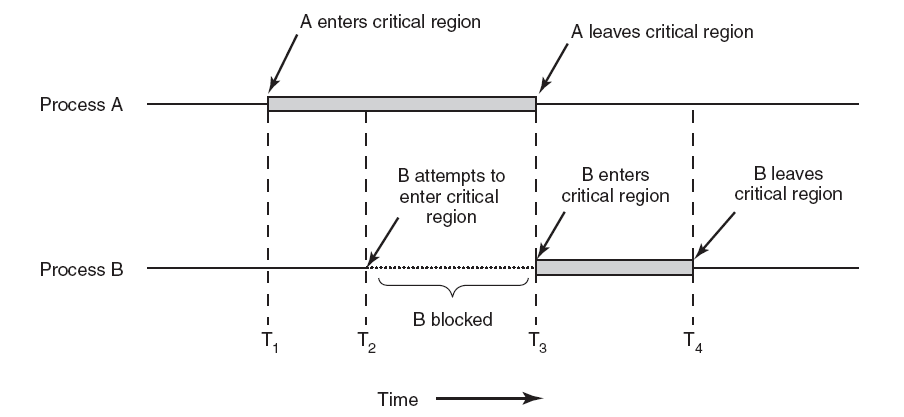 A enters critical region
A leaves critical region
Process A
B attempts to
enter critical
region
B enters
critical region
B leaves
critical region
Process B
B blocked
T1
T2
T3
T4
Time